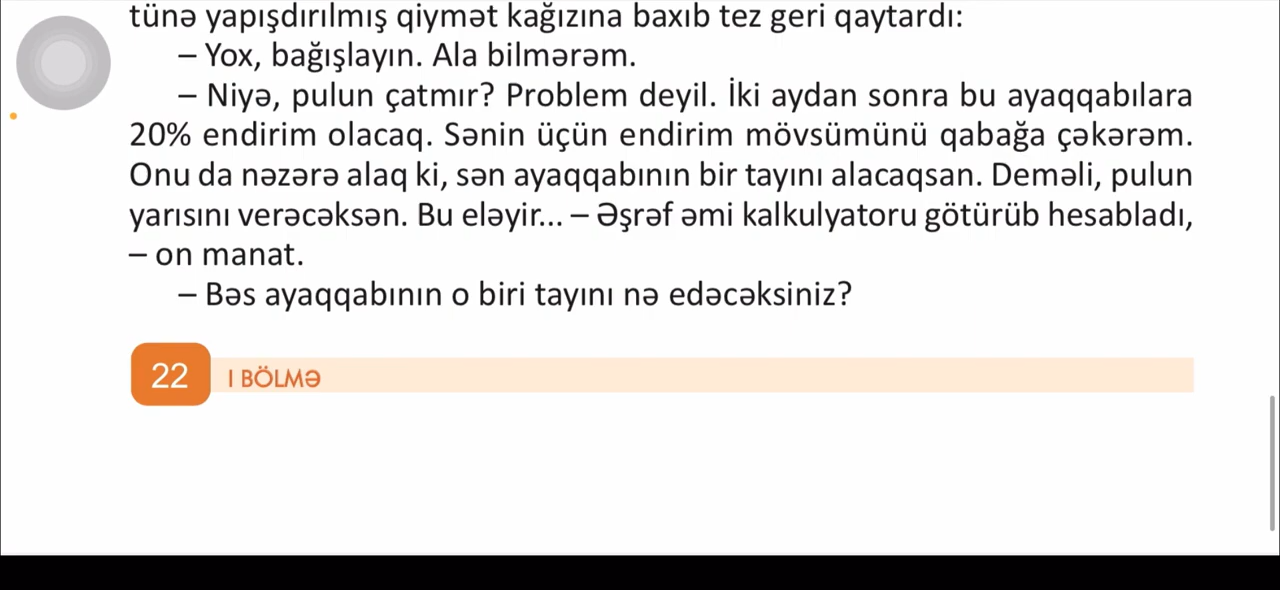 tünə yapışdırılmış qiymət kağızına baxıb tez geri qaytardı:
– Yox, bağışlayın. Ala bilmərəm.
– Niyə, pulun çatmır? Problem deyil. İki aydan sonra bu ayaqqabılara
20% endirim olacaq. Sənin üçün endirim mövsümünü qabağa çəkərəm.
Onu da nəzərə alaq ki, sən ayaqqabının bir tayını alacaqsan. Deməli, pulun
yarısını verəcəksən. Bu eləyir... – Əşrəf əmi kalkulyatoru götürüb hesabladı,
– on manat.
– Bəs ayaqqabının o biri tayını nə edəcəksiniz?
22 I BÖLMƏ